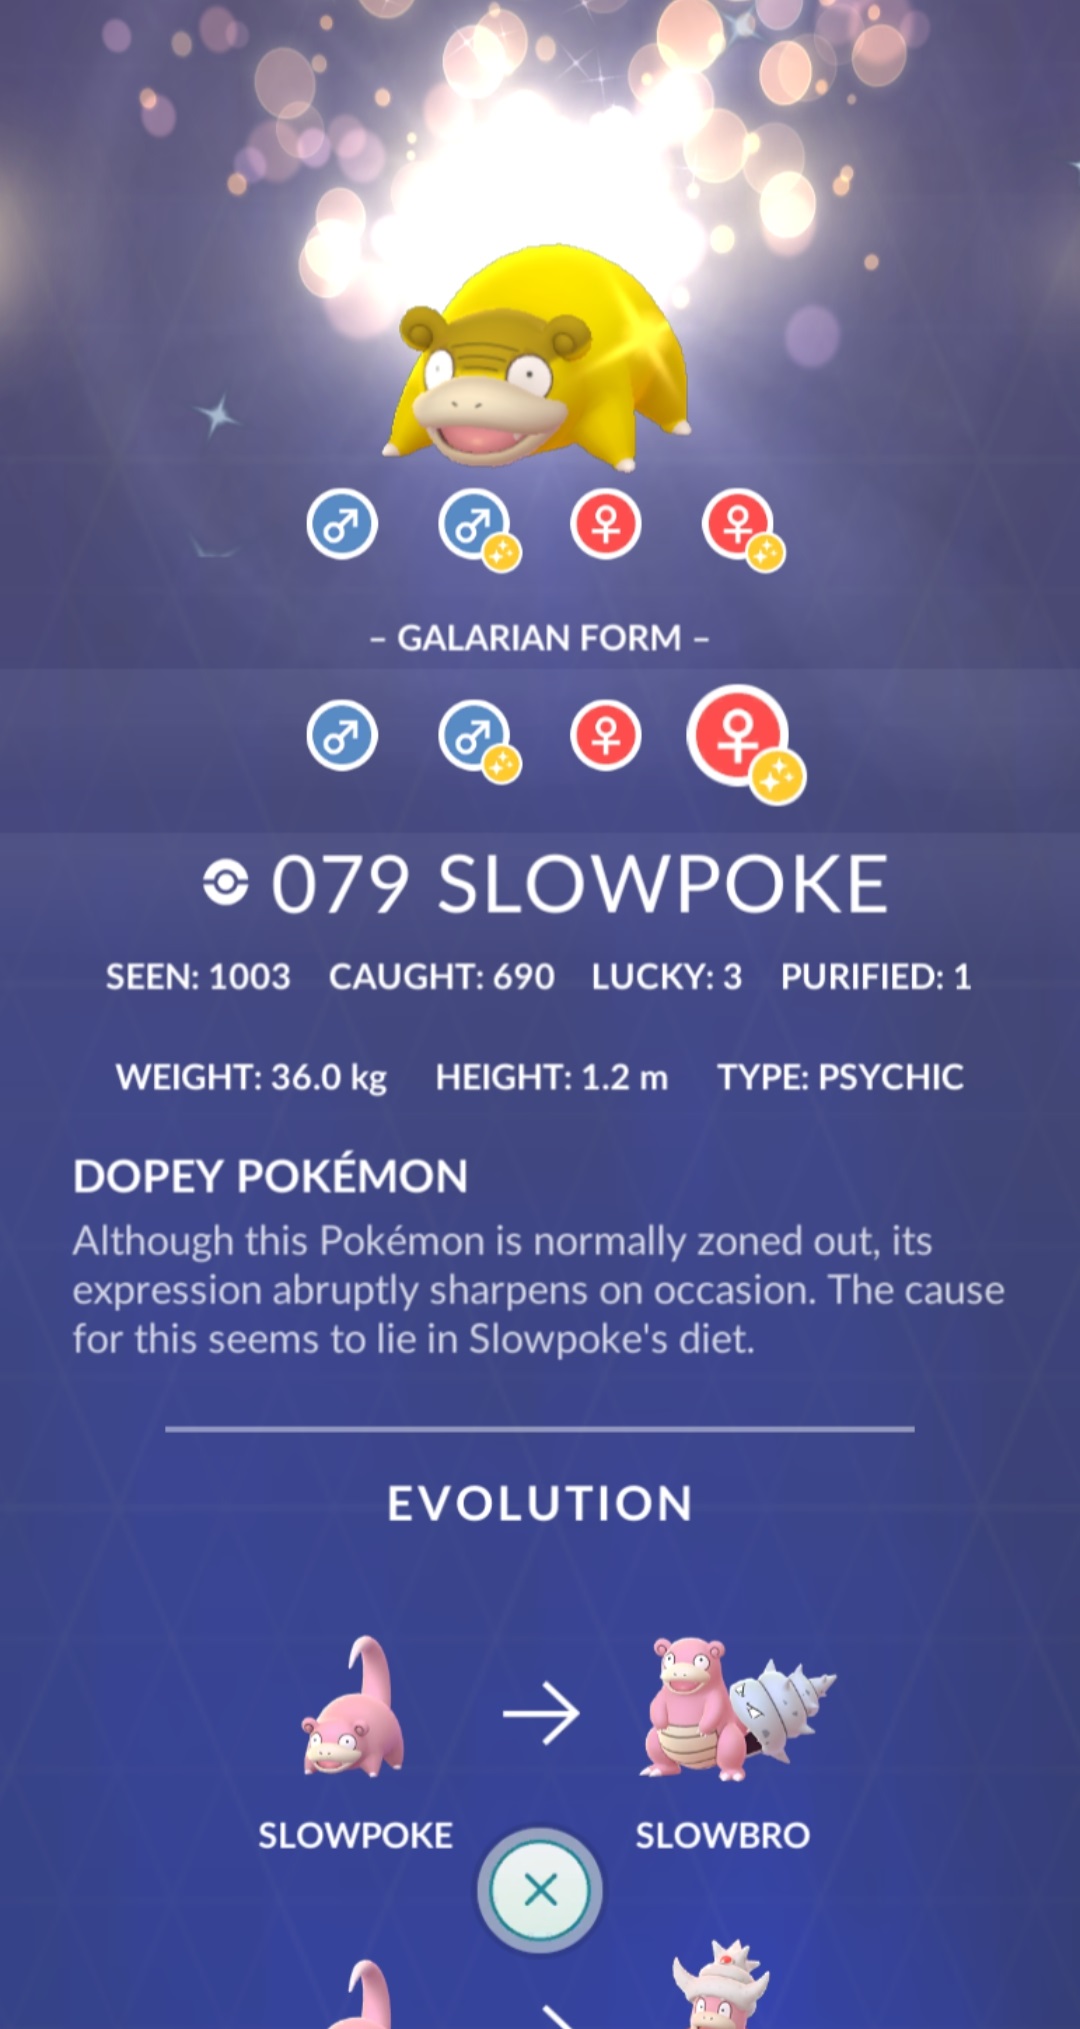 – GALARIAN FORM –
079 SLOWPOKE
SEEN: 1003 CAUGHT: 690 LUCKY: 3 PURIFIED: 1
WEIGHT: 36.0 kg HEIGHT: 1.2 m TYPE: PSYCHIC
DOPEY POKÉMON
Although this Pokémon is normally zoned out, its
expression abruptly sharpens on occasion. The cause
for this seems to lie in Slowpoke's diet.
EVOLUTION
SLOWPOKE SLOWBRO